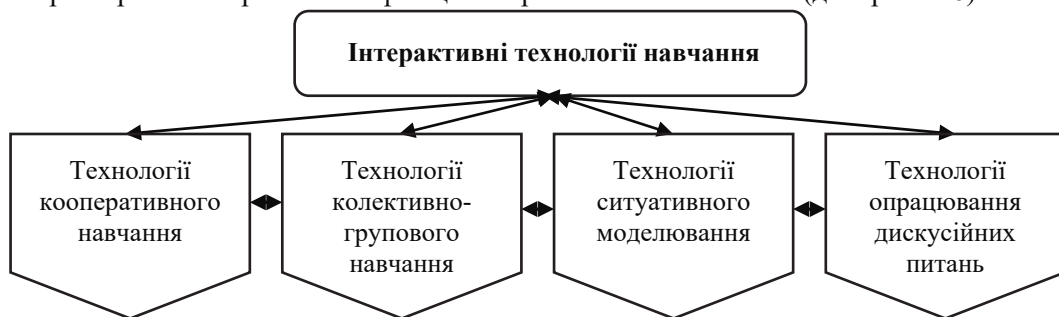 Інтерактивні технології навчання
Технології
кооперативного
навчання
Технології
колективно-
групового
навчання
Технології
ситуативного
моделювання
Технології
опрацювання
дискусійних
питань